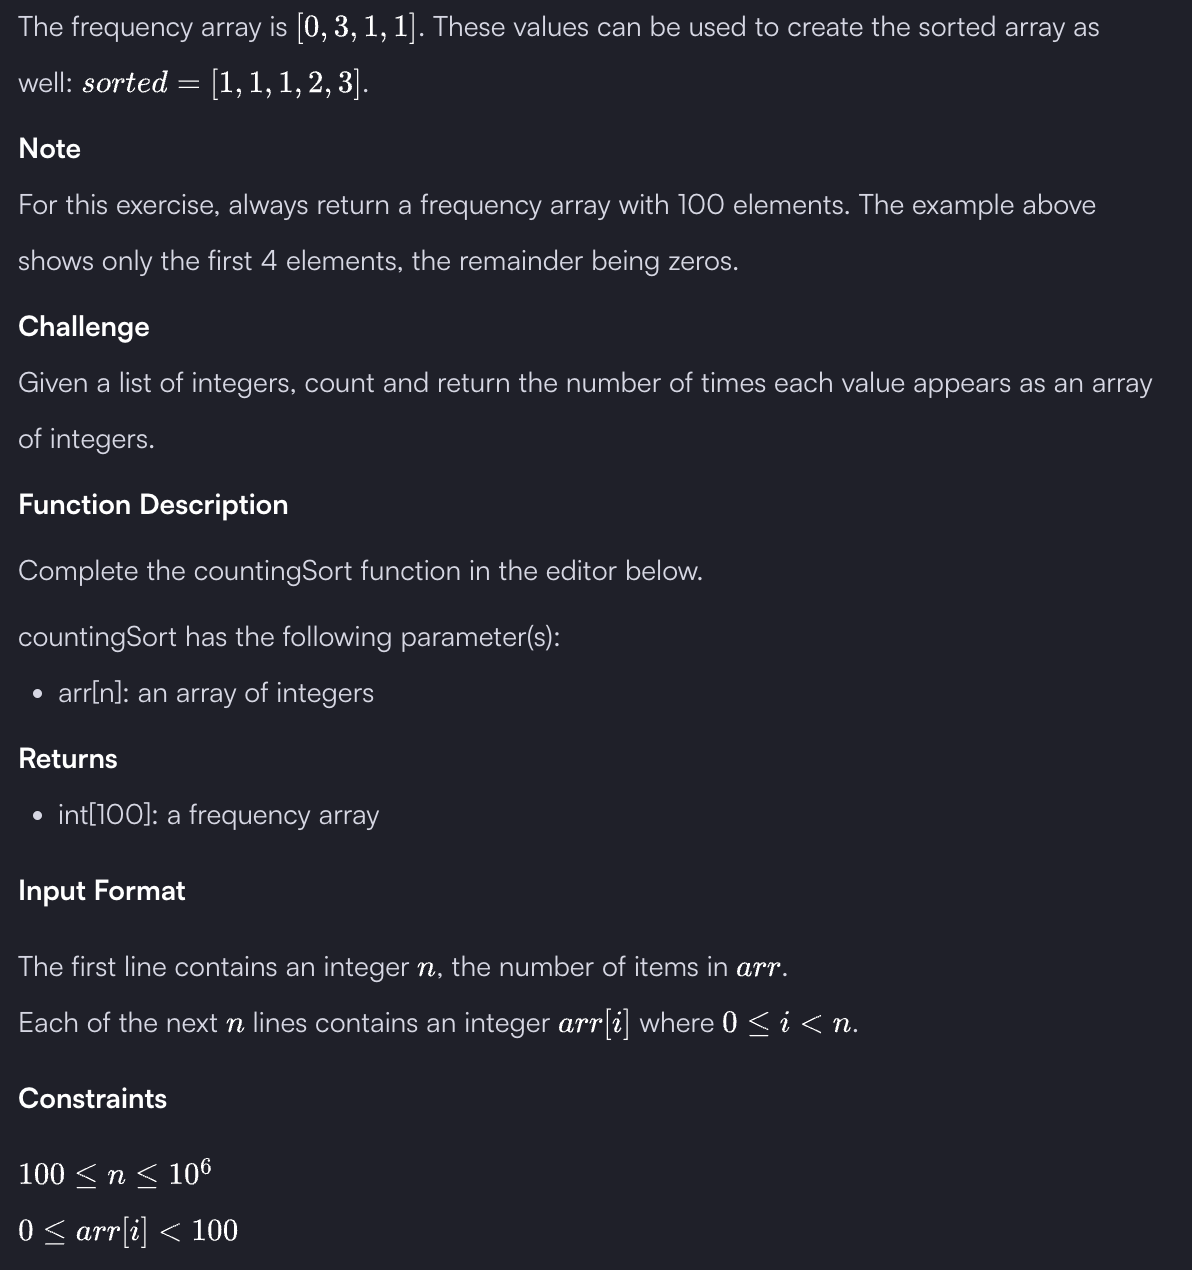 The frequency array is [0, 3, 1, 1]. These values can be used to create the sorted array as
well: sorted = [1, 1, 1, 2, 3].
Note
For this exercise, always return a frequency array with 100 elements. The example above
shows only the first 4 elements, the remainder being zeros.
Challenge
Given a list of integers, count and return the number of times each value appears as an array
of integers.
Function Description
Complete the countingSort function in the editor below.
countingSort has the following parameter(s):
• arr[n]: an array of integers
Returns
• int[100]: a frequency array
Input Format
The first line contains an integer n, the number of items in arr.
Each of the next n lines contains an integer arr[i] where 0 ≤ i < n.
Constraints
100 ≤ n ≤ 10⁶
0 ≤ arr[i] < 100